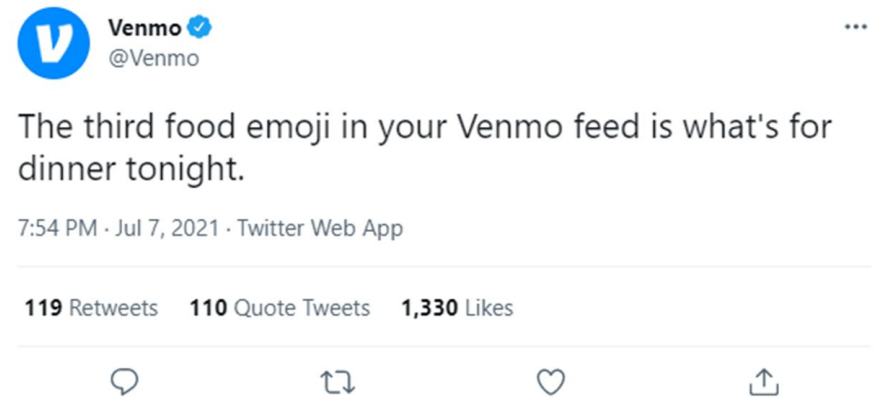 Venmo
@Venmo
The third food emoji in your Venmo feed is what's for
dinner tonight.
7:54 PM · Jul 7, 2021 · Twitter Web App
119 Retweets 110 Quote Tweets 1,330 Likes